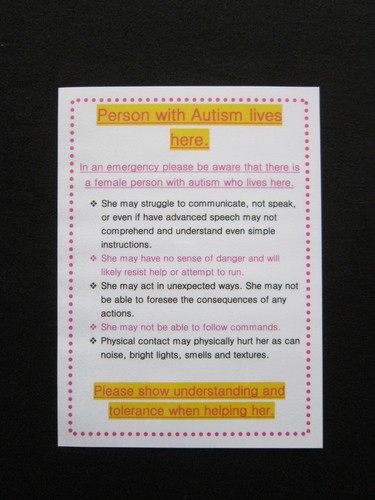 Person with Autism lives
here.
In an emergency please be aware that there is
a female person with autism who lives here.
❖ She may struggle to communicate, not speak,
or even if have advanced speech may not
comprehend and understand even simple
instructions.
❖ She may have no sense of danger and will
likely resist help or attempt to run.
❖ She may act in unexpected ways. She may not
be able to foresee the consequences of any
actions.
❖ She may not be able to follow commands.
❖ Physical contact may physically hurt her as can
noise, bright lights, smells and textures.
Please show understanding and
tolerance when helping her.